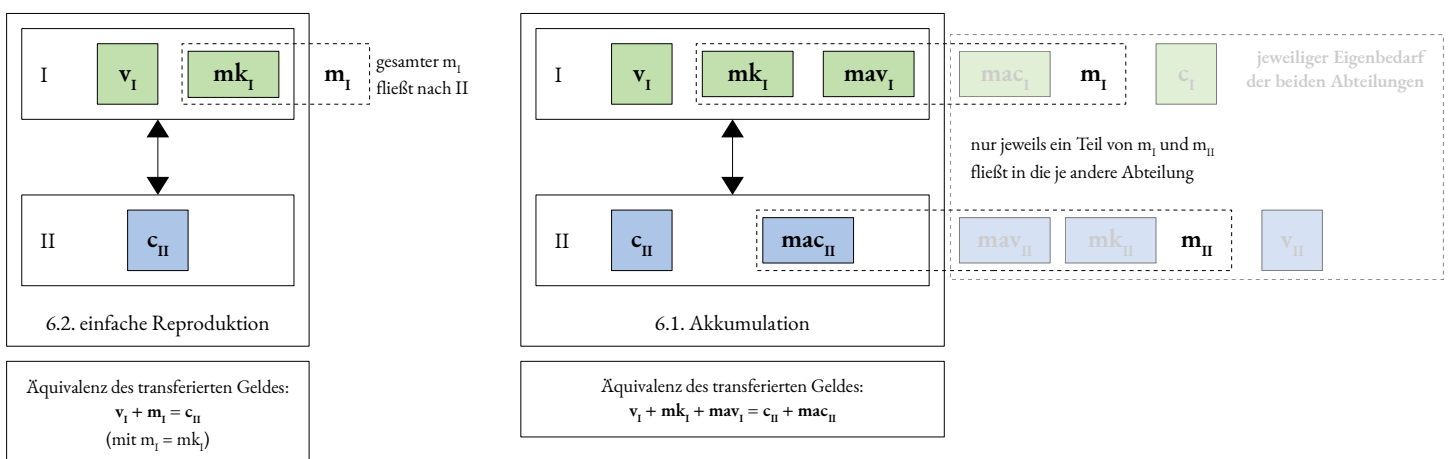 I v_I mk_I m_I
gesamter m_I
fließt nach II
II c_II
6.2. einfache Reproduktion
Äquivalenz des transferierten Geldes:
v_I + m_I = c_II
(mit m_I = mk_I)
I v_I mk_I mav_I mac_I m_I c_I
jeweiliger Eigenbedarf
der beiden Abteilungen
nur jeweils ein Teil von m_I und m_II
fließt in die je andere Abteilung
II c_II mac_II mav_II mk_II m_II v_II
6.1. Akkumulation
Äquivalenz des transferierten Geldes:
v_I + mk_I + mav_I = c_II + mac_II